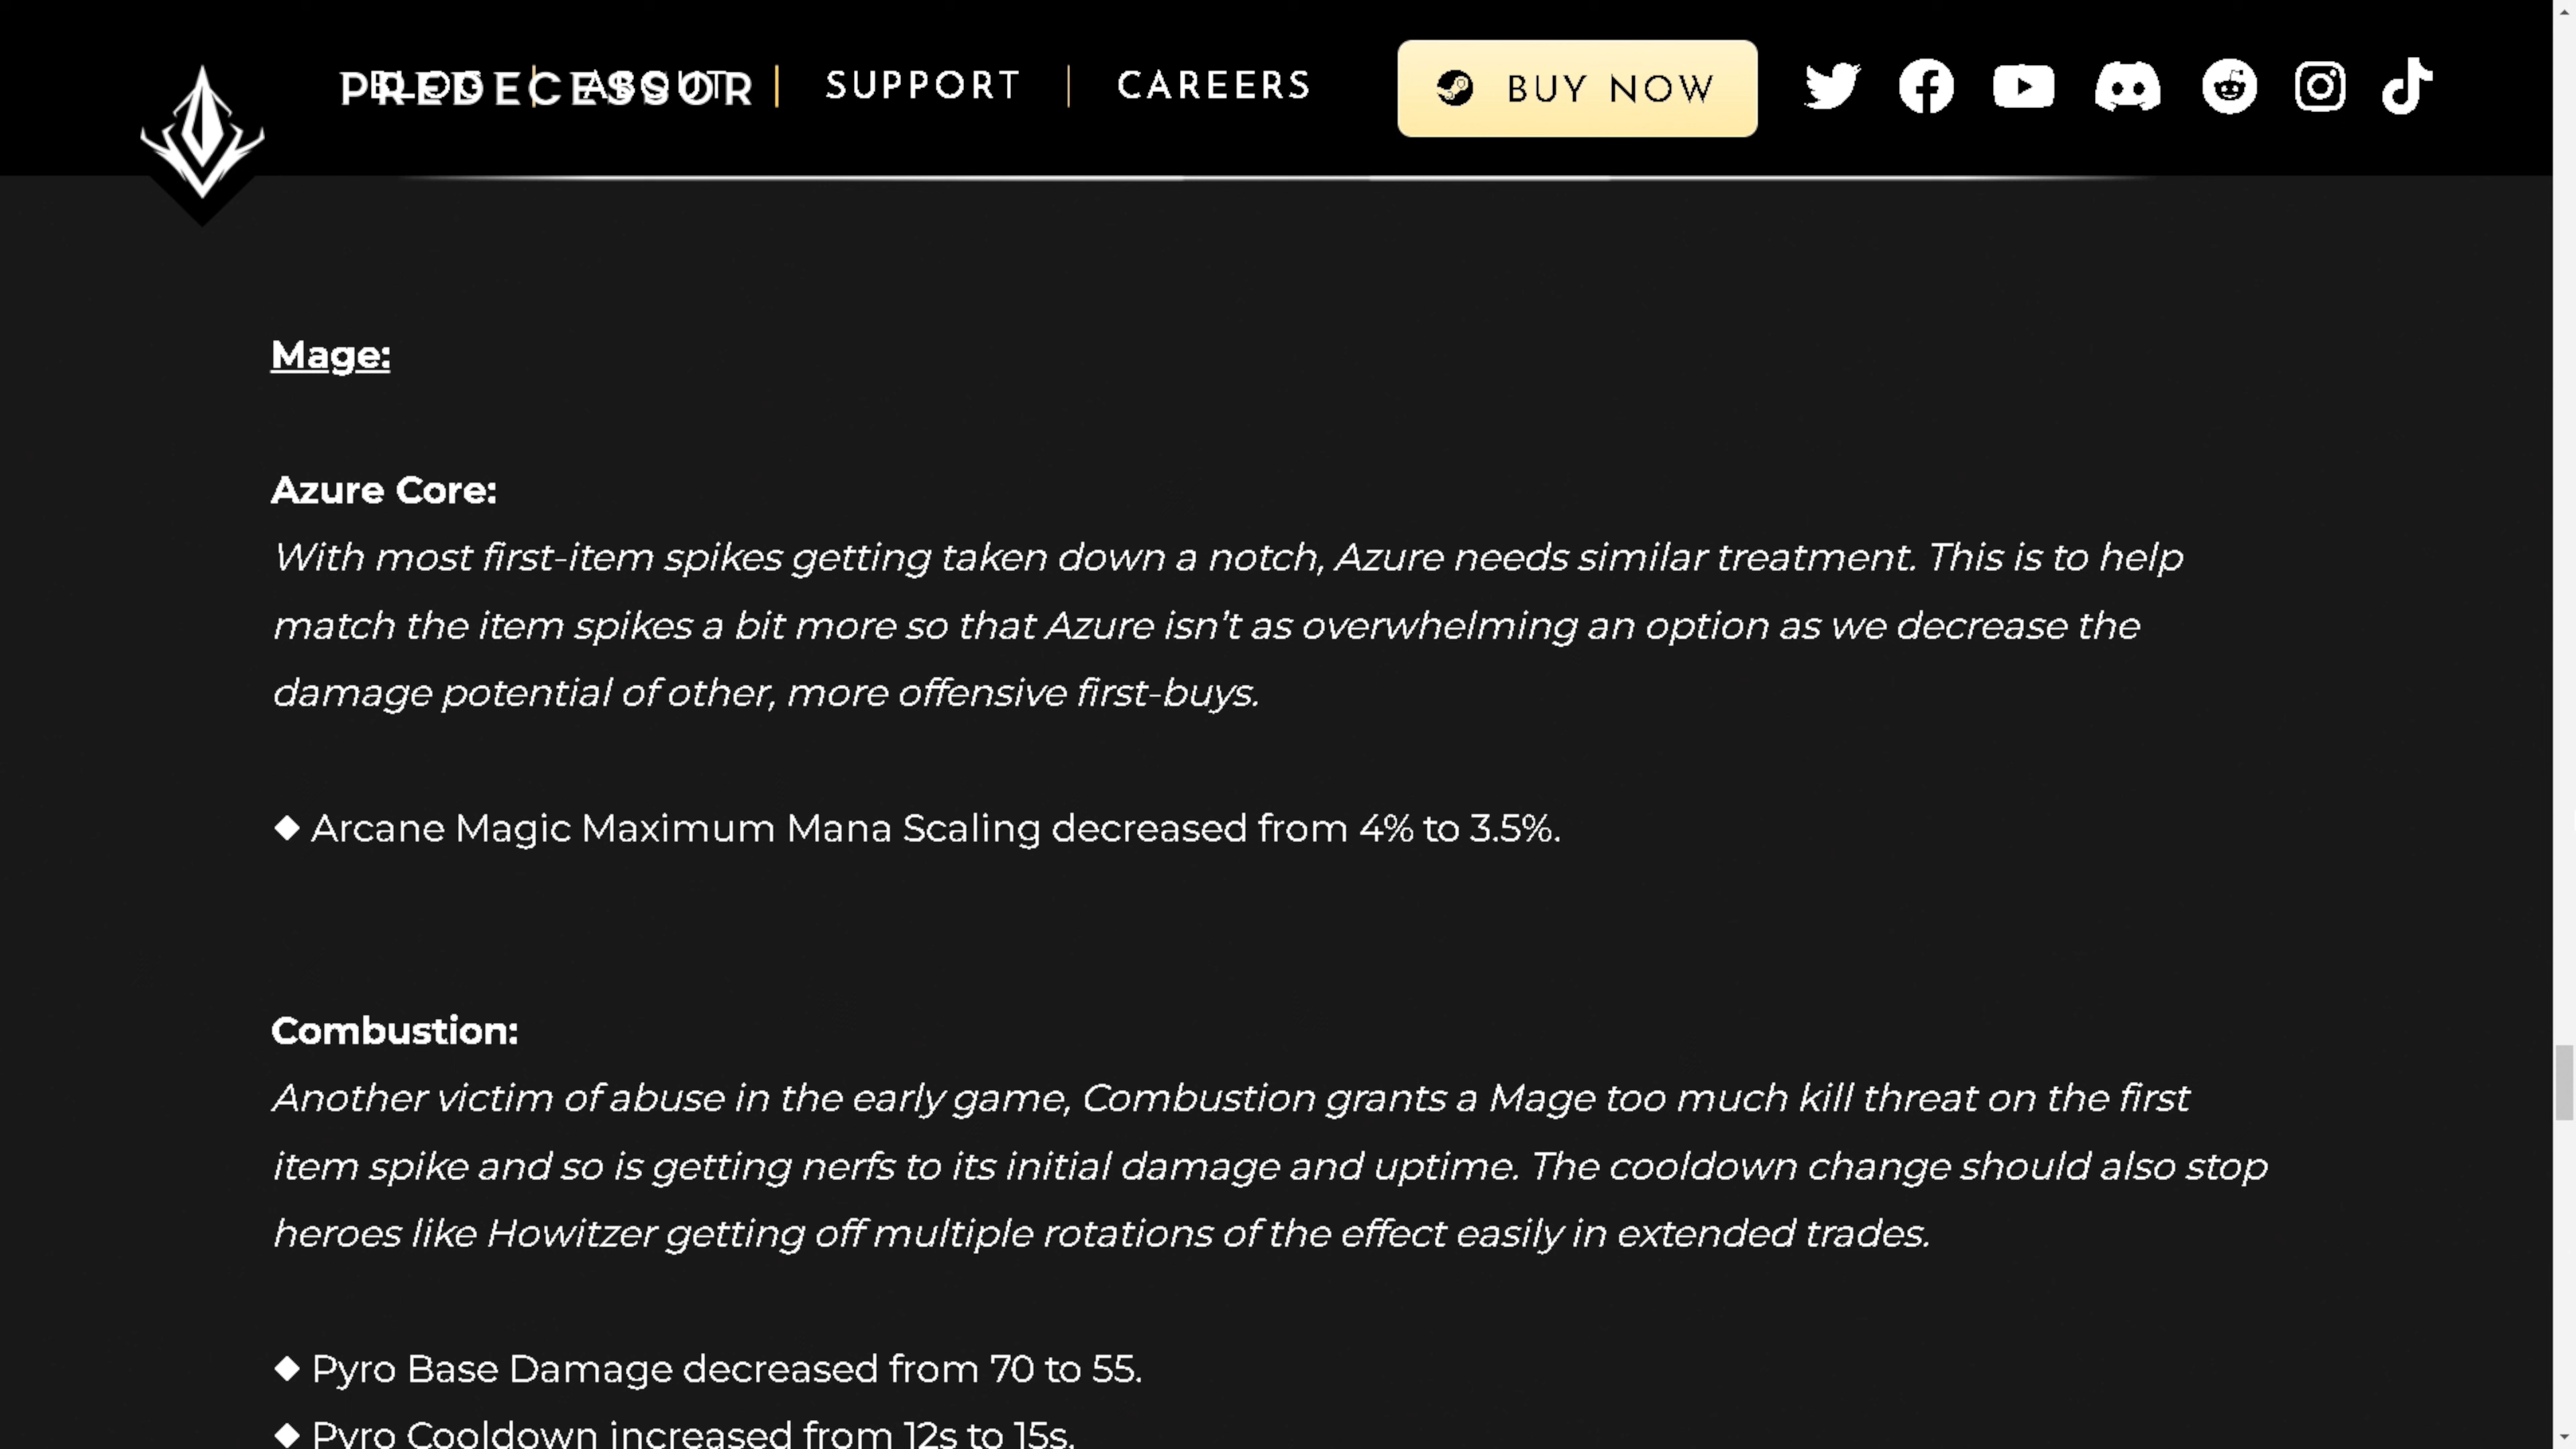 PREDECESSOR
BLOG | ABOUT | SUPPORT | CAREERS
BUY NOW
Mage:
Azure Core:
With most first-item spikes getting taken down a notch, Azure needs similar treatment. This is to help
match the item spikes a bit more so that Azure isn't as overwhelming an option as we decrease the
damage potential of other, more offensive first-buys.
◆ Arcane Magic Maximum Mana Scaling decreased from 4% to 3.5%.
Combustion:
Another victim of abuse in the early game, Combustion grants a Mage too much kill threat on the first
item spike and so is getting nerfs to its initial damage and uptime. The cooldown change should also stop
heroes like Howitzer getting off multiple rotations of the effect easily in extended trades.
◆ Pyro Base Damage decreased from 70 to 55.
◆ Pyro Cooldown increased from 12s to 15s.